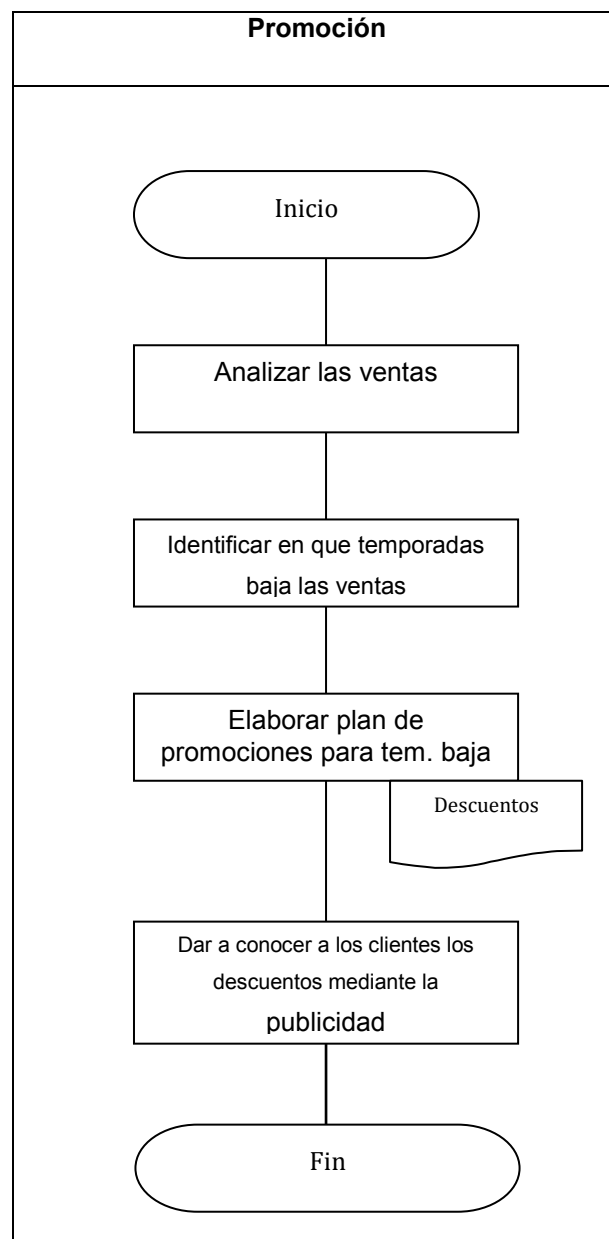 Promoción
Inicio
Analizar las ventas
Identificar en que temporadas
baja las ventas
Elaborar plan de
promociones para tem. baja
Descuentos
Dar a conocer a los clientes los
descuentos mediante la
publicidad
Fin